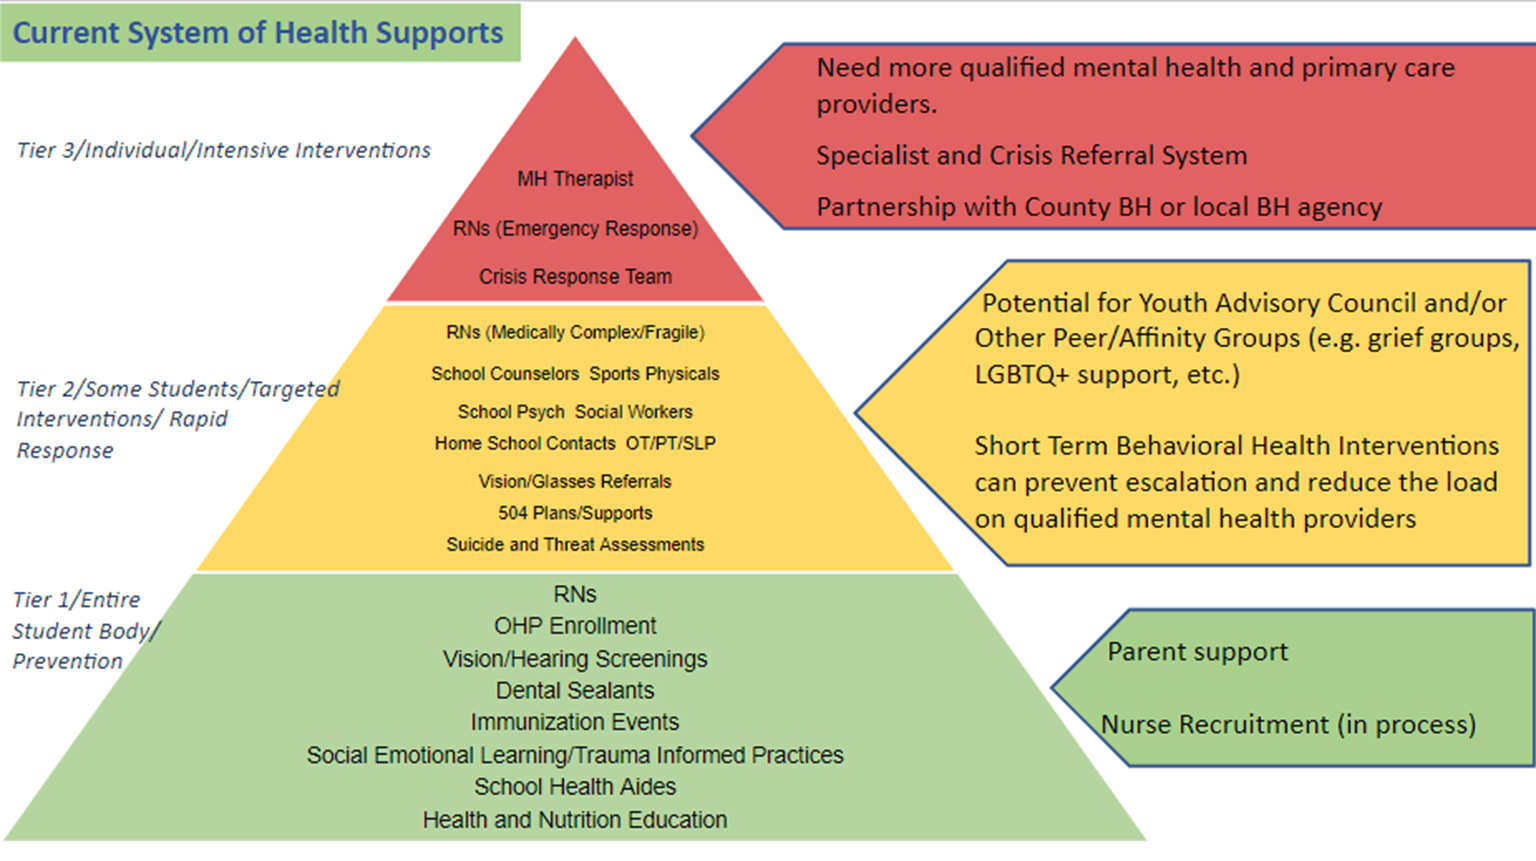 Current System of Health Supports
Tier 3/Individual/Intensive Interventions
MH Therapist
RNs (Emergency Response)
Crisis Response Team
Need more qualified mental health and primary care
providers.
Specialist and Crisis Referral System
Partnership with County BH or local BH agency
Tier 2/Some Students/Targeted
Interventions/ Rapid
Response
RNs (Medically Complex/Fragile)
School Counselors  Sports Physicals
School Psych  Social Workers
Home School Contacts  OT/PT/SLP
Vision/Glasses Referrals
504 Plans/Supports
Suicide and Threat Assessments
Potential for Youth Advisory Council and/or
Other Peer/Affinity Groups (e.g. grief groups,
LGBTQ+ support, etc.)
Short Term Behavioral Health Interventions
can prevent escalation and reduce the load
on qualified mental health providers
Tier 1/Entire
Student Body/
Prevention
RNs
OHP Enrollment
Vision/Hearing Screenings
Dental Sealants
Immunization Events
Social Emotional Learning/Trauma Informed Practices
School Health Aides
Health and Nutrition Education
Parent support
Nurse Recruitment (in process)